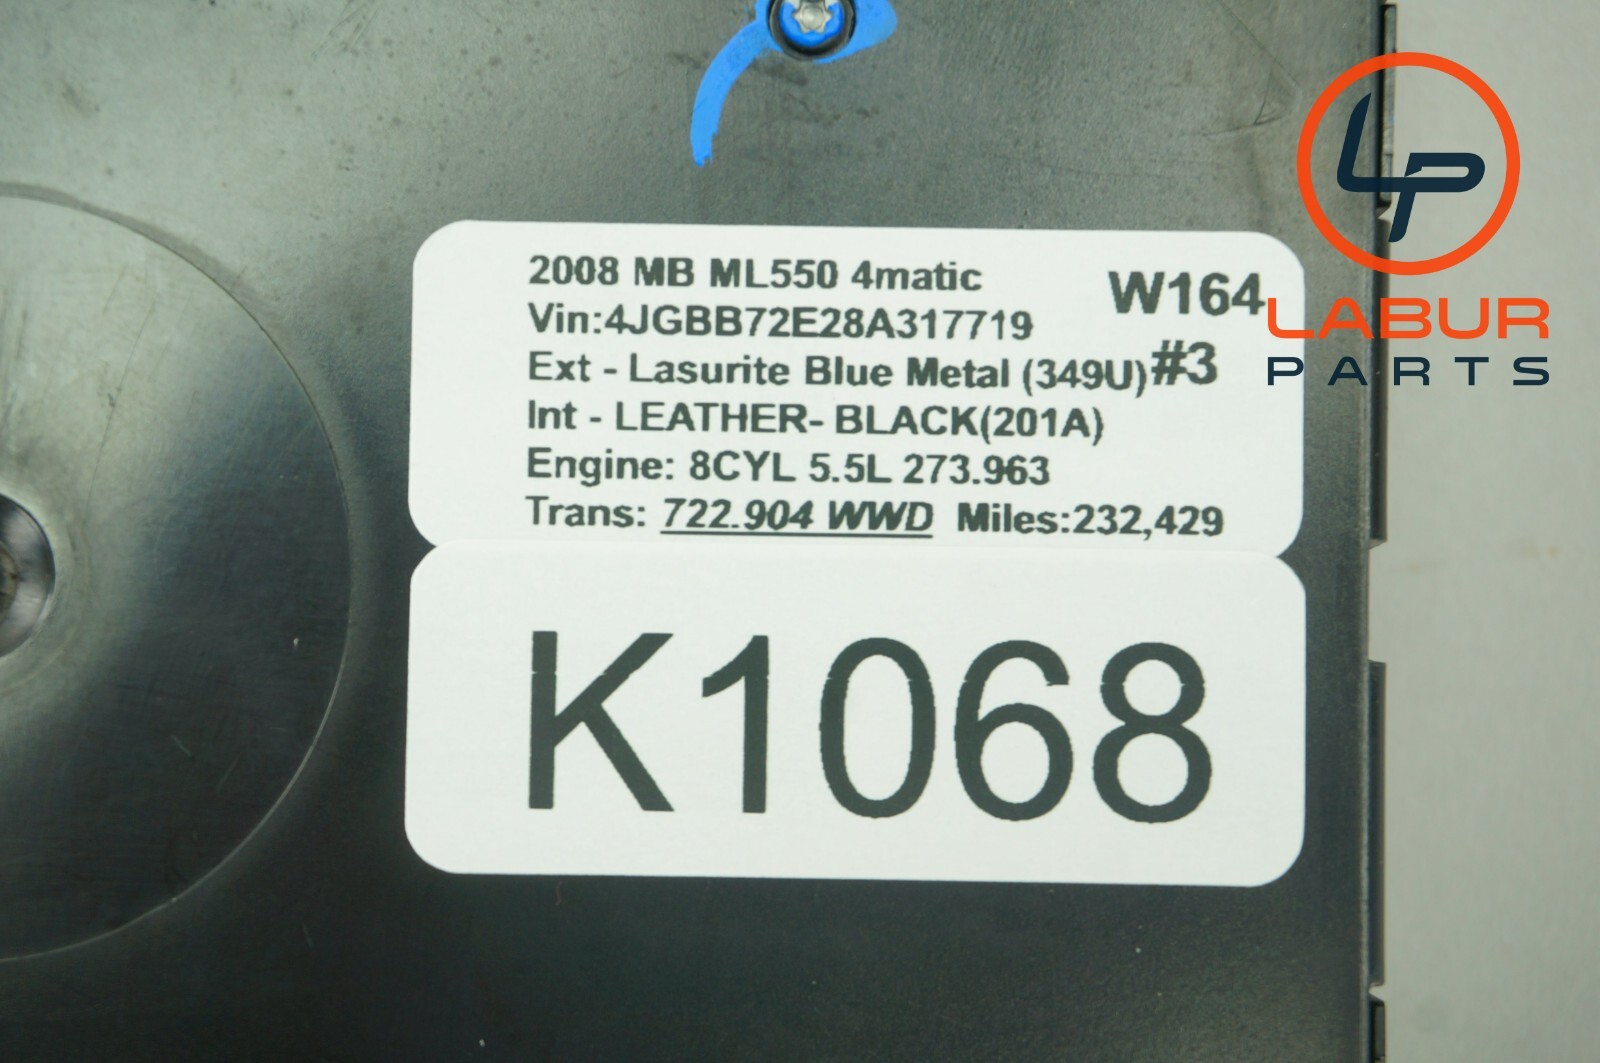 2008 MB ML550 4matic W164
Vin:4JGBB72E28A317719
Ext - Lasurite Blue Metal (349U) #3
Int - LEATHER- BLACK(201A)
Engine: 8CYL 5.5L 273.963
Trans: 722.904 WWD Miles:232,429
K1068
LP
LABUR
PARTS